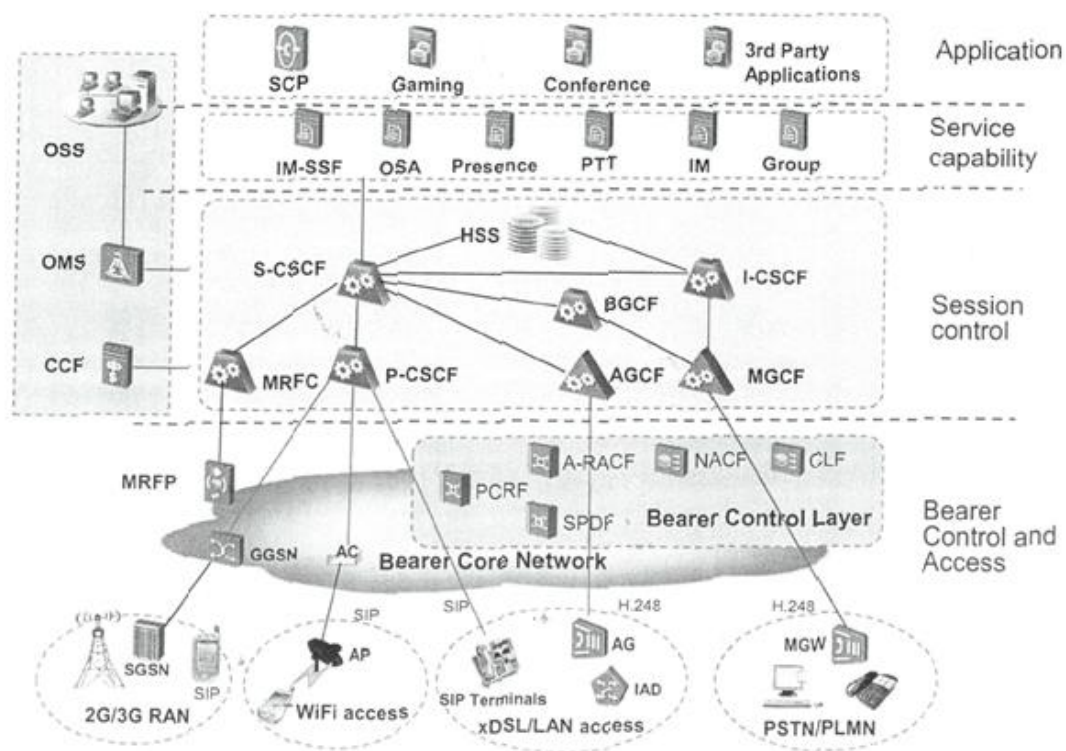 SCP
Gaming
Conference
3rd Party
Applications
Application
OSS
IM-SSF
OSA
Presence
PTT
IM
Group
Service
capability
HSS
OMS
S-CSCF
I-CSCF
BGCF
Session
control
CCF
MRFC
P-CSCF
AGCF
MGCF
MRFP
A-RACF
NACF
CLF
PCRF
SPDF
Bearer Control Layer
Bearer
Control and
Access
GGSN
AC
Bearer Core Network
SIP
SIP
H.248
H.248
SGSN
SIP
AP
AG
MGW
IAD
SIP Terminals
2G/3G RAN
WiFi access
xDSL/LAN access
PSTN/PLMN